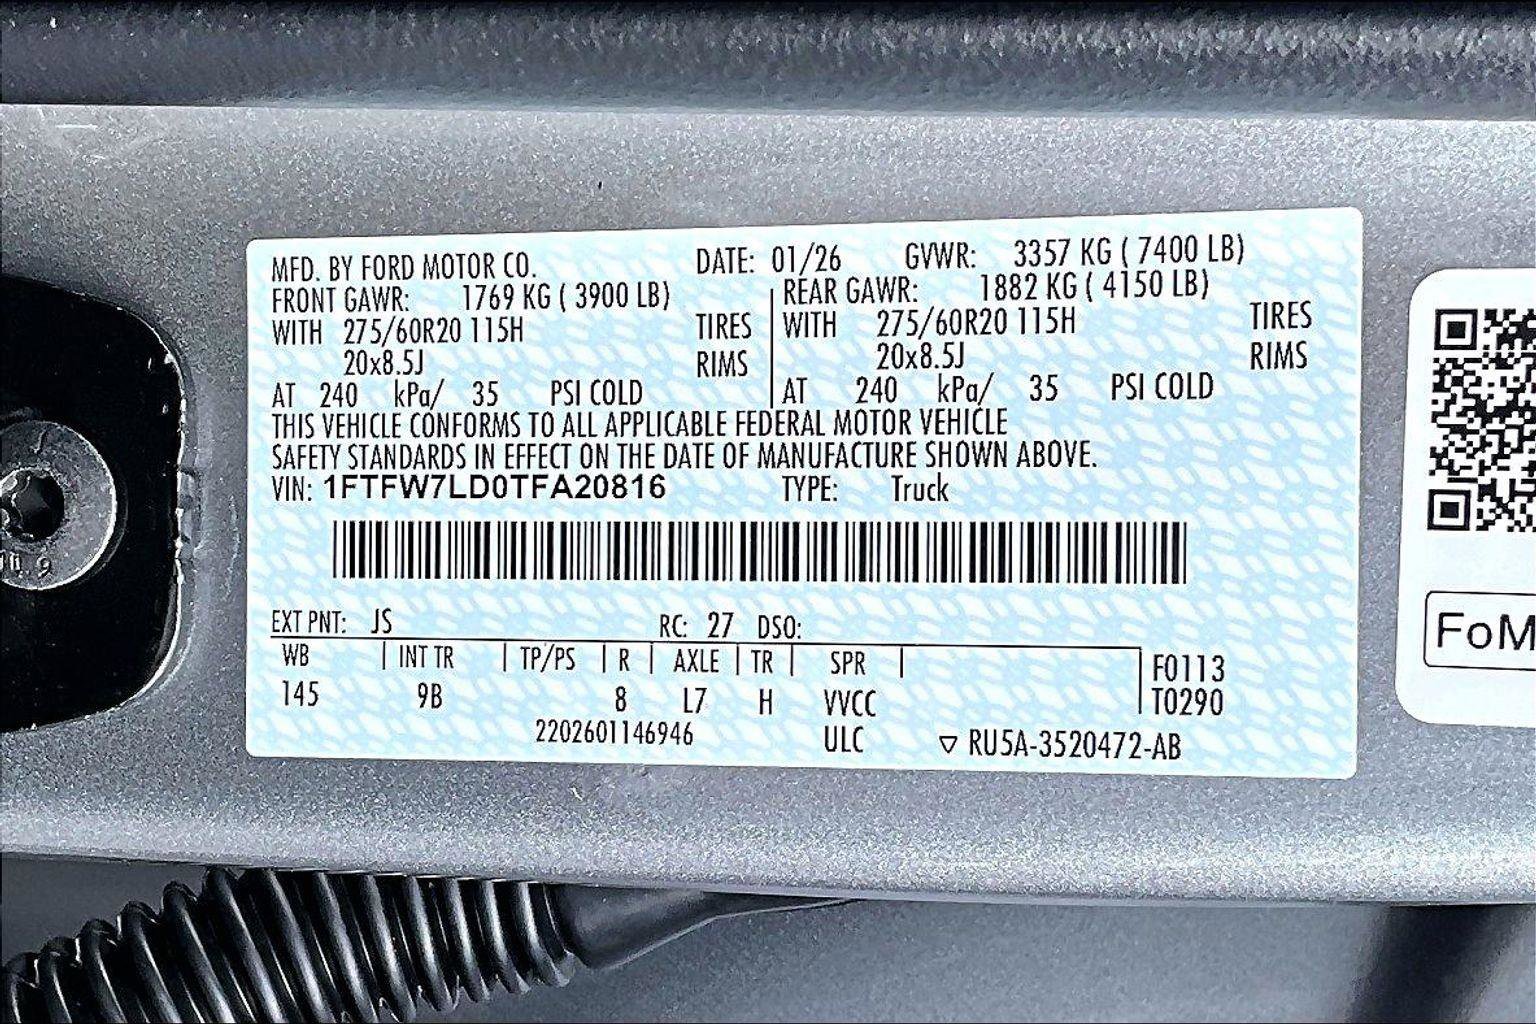 MFD. BY FORD MOTOR CO. DATE: 01/26 GVWR: 3357 KG ( 7400 LB)
FRONT GAWR: 1769 KG ( 3900 LB) REAR GAWR: 1882 KG ( 4150 LB)
WITH 275/60R20 115H TIRES WITH 275/60R20 115H TIRES
20x8.5J RIMS 20x8.5J RIMS
AT 240 kPa/ 35 PSI COLD AT 240 kPa/ 35 PSI COLD
THIS VEHICLE CONFORMS TO ALL APPLICABLE FEDERAL MOTOR VEHICLE
SAFETY STANDARDS IN EFFECT ON THE DATE OF MANUFACTURE SHOWN ABOVE.
VIN: 1FTFW7LD0TFA20816 TYPE: Truck
EXT PNT: JS RC: 27 DSO:
WB INT TR TP/PS R AXLE TR SPR F0113
145 9B 8 L7 H VVCC T0290
2202601146946 ULC ▽ RU5A-3520472-AB
FoM
10.9